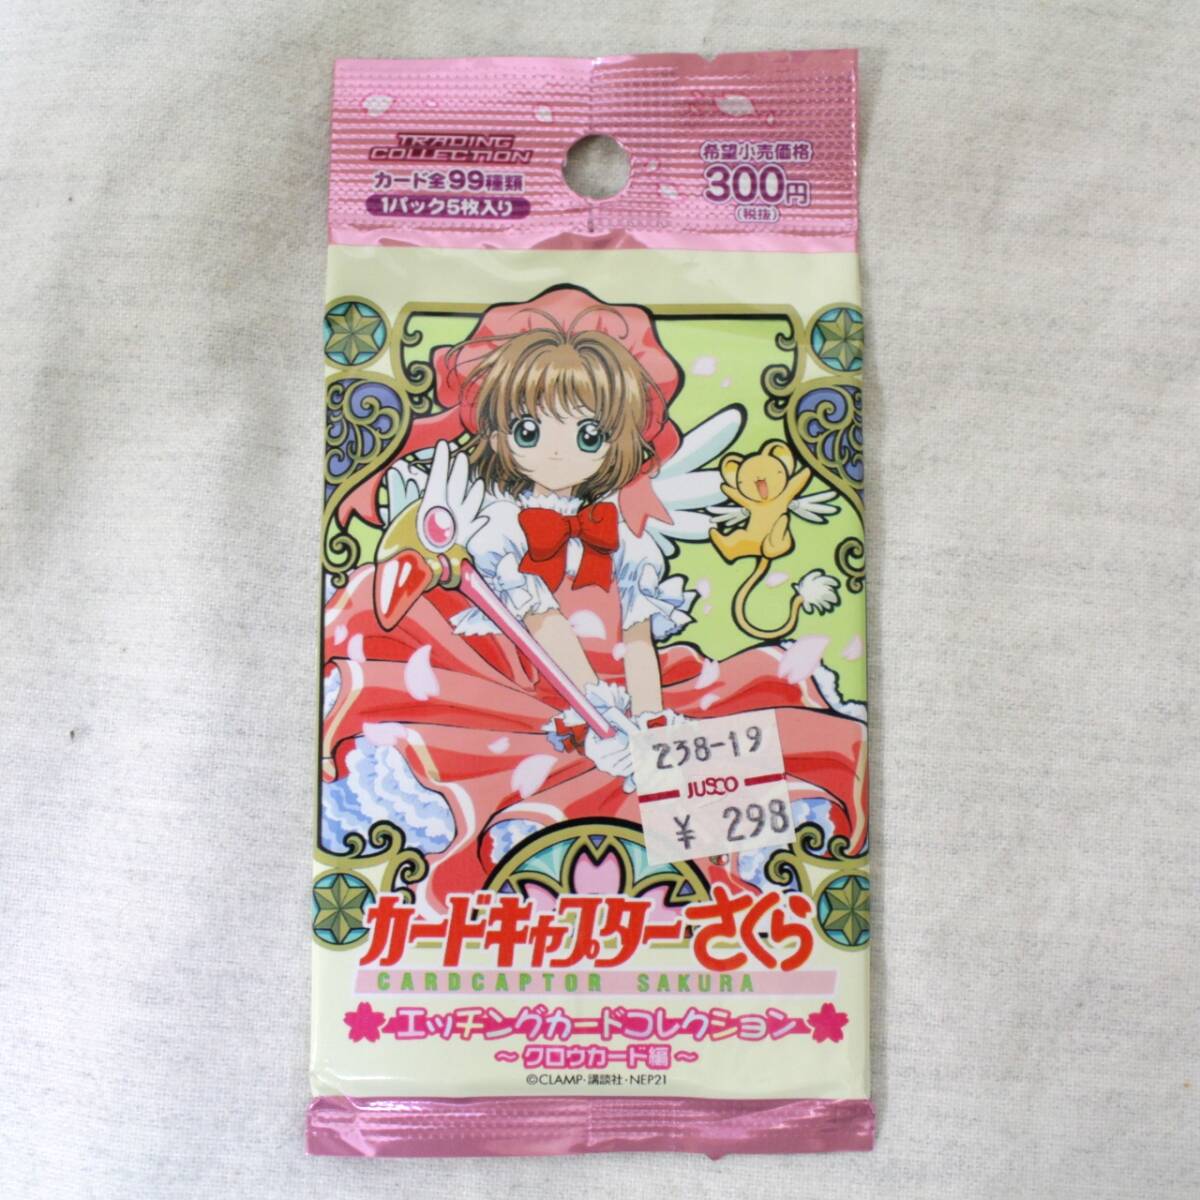 TRADING
COLLECTION
カード全99種類
1パック5枚入り
希望小売価格
300円
(税抜)
238-19
JUSCO
¥ 298
カードキャプターさくら
CARDCAPTOR SAKURA
エッチングカードコレクション
~クロウカード編~
©CLAMP・講談社・NEP21